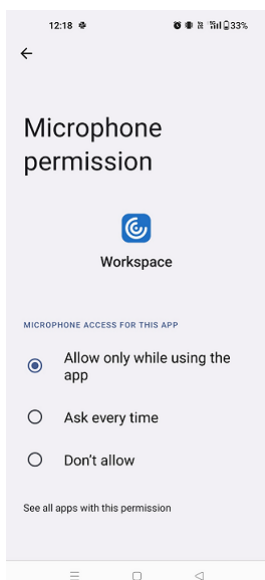 12:18 33%
Microphone
permission
Workspace
MICROPHONE ACCESS FOR THIS APP
Allow only while using the
app
Ask every time
Don't allow
See all apps with this permission